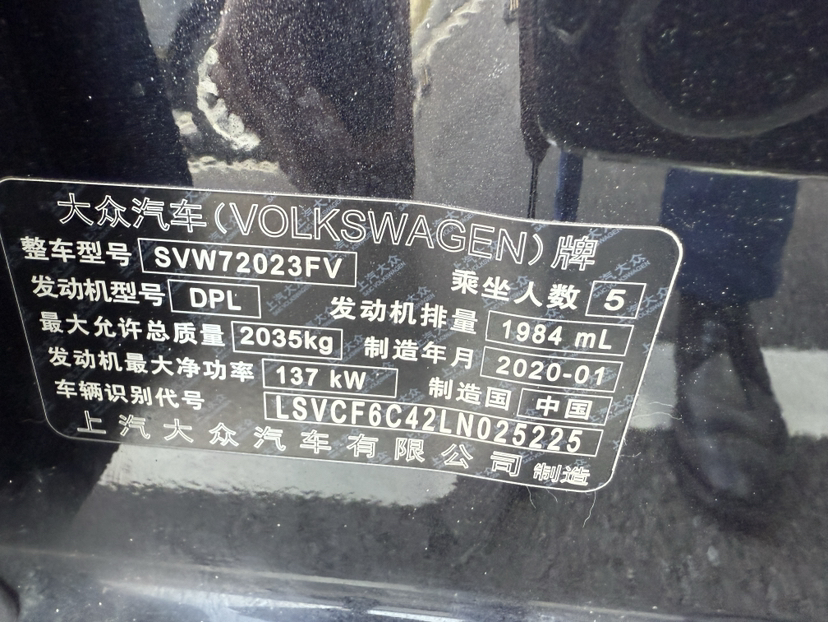 大众汽车(VOLKSWAGEN)牌
整车型号 SVW72023FV 乘坐人数 5
发动机型号 DPL 发动机排量 1984 mL
最大允许总质量 2035kg 制造年月 2020-01
发动机最大净功率 137 kW 制造国 中国
车辆识别代号 LSVCF6C42LN025225
上汽大众汽车有限公司 制造